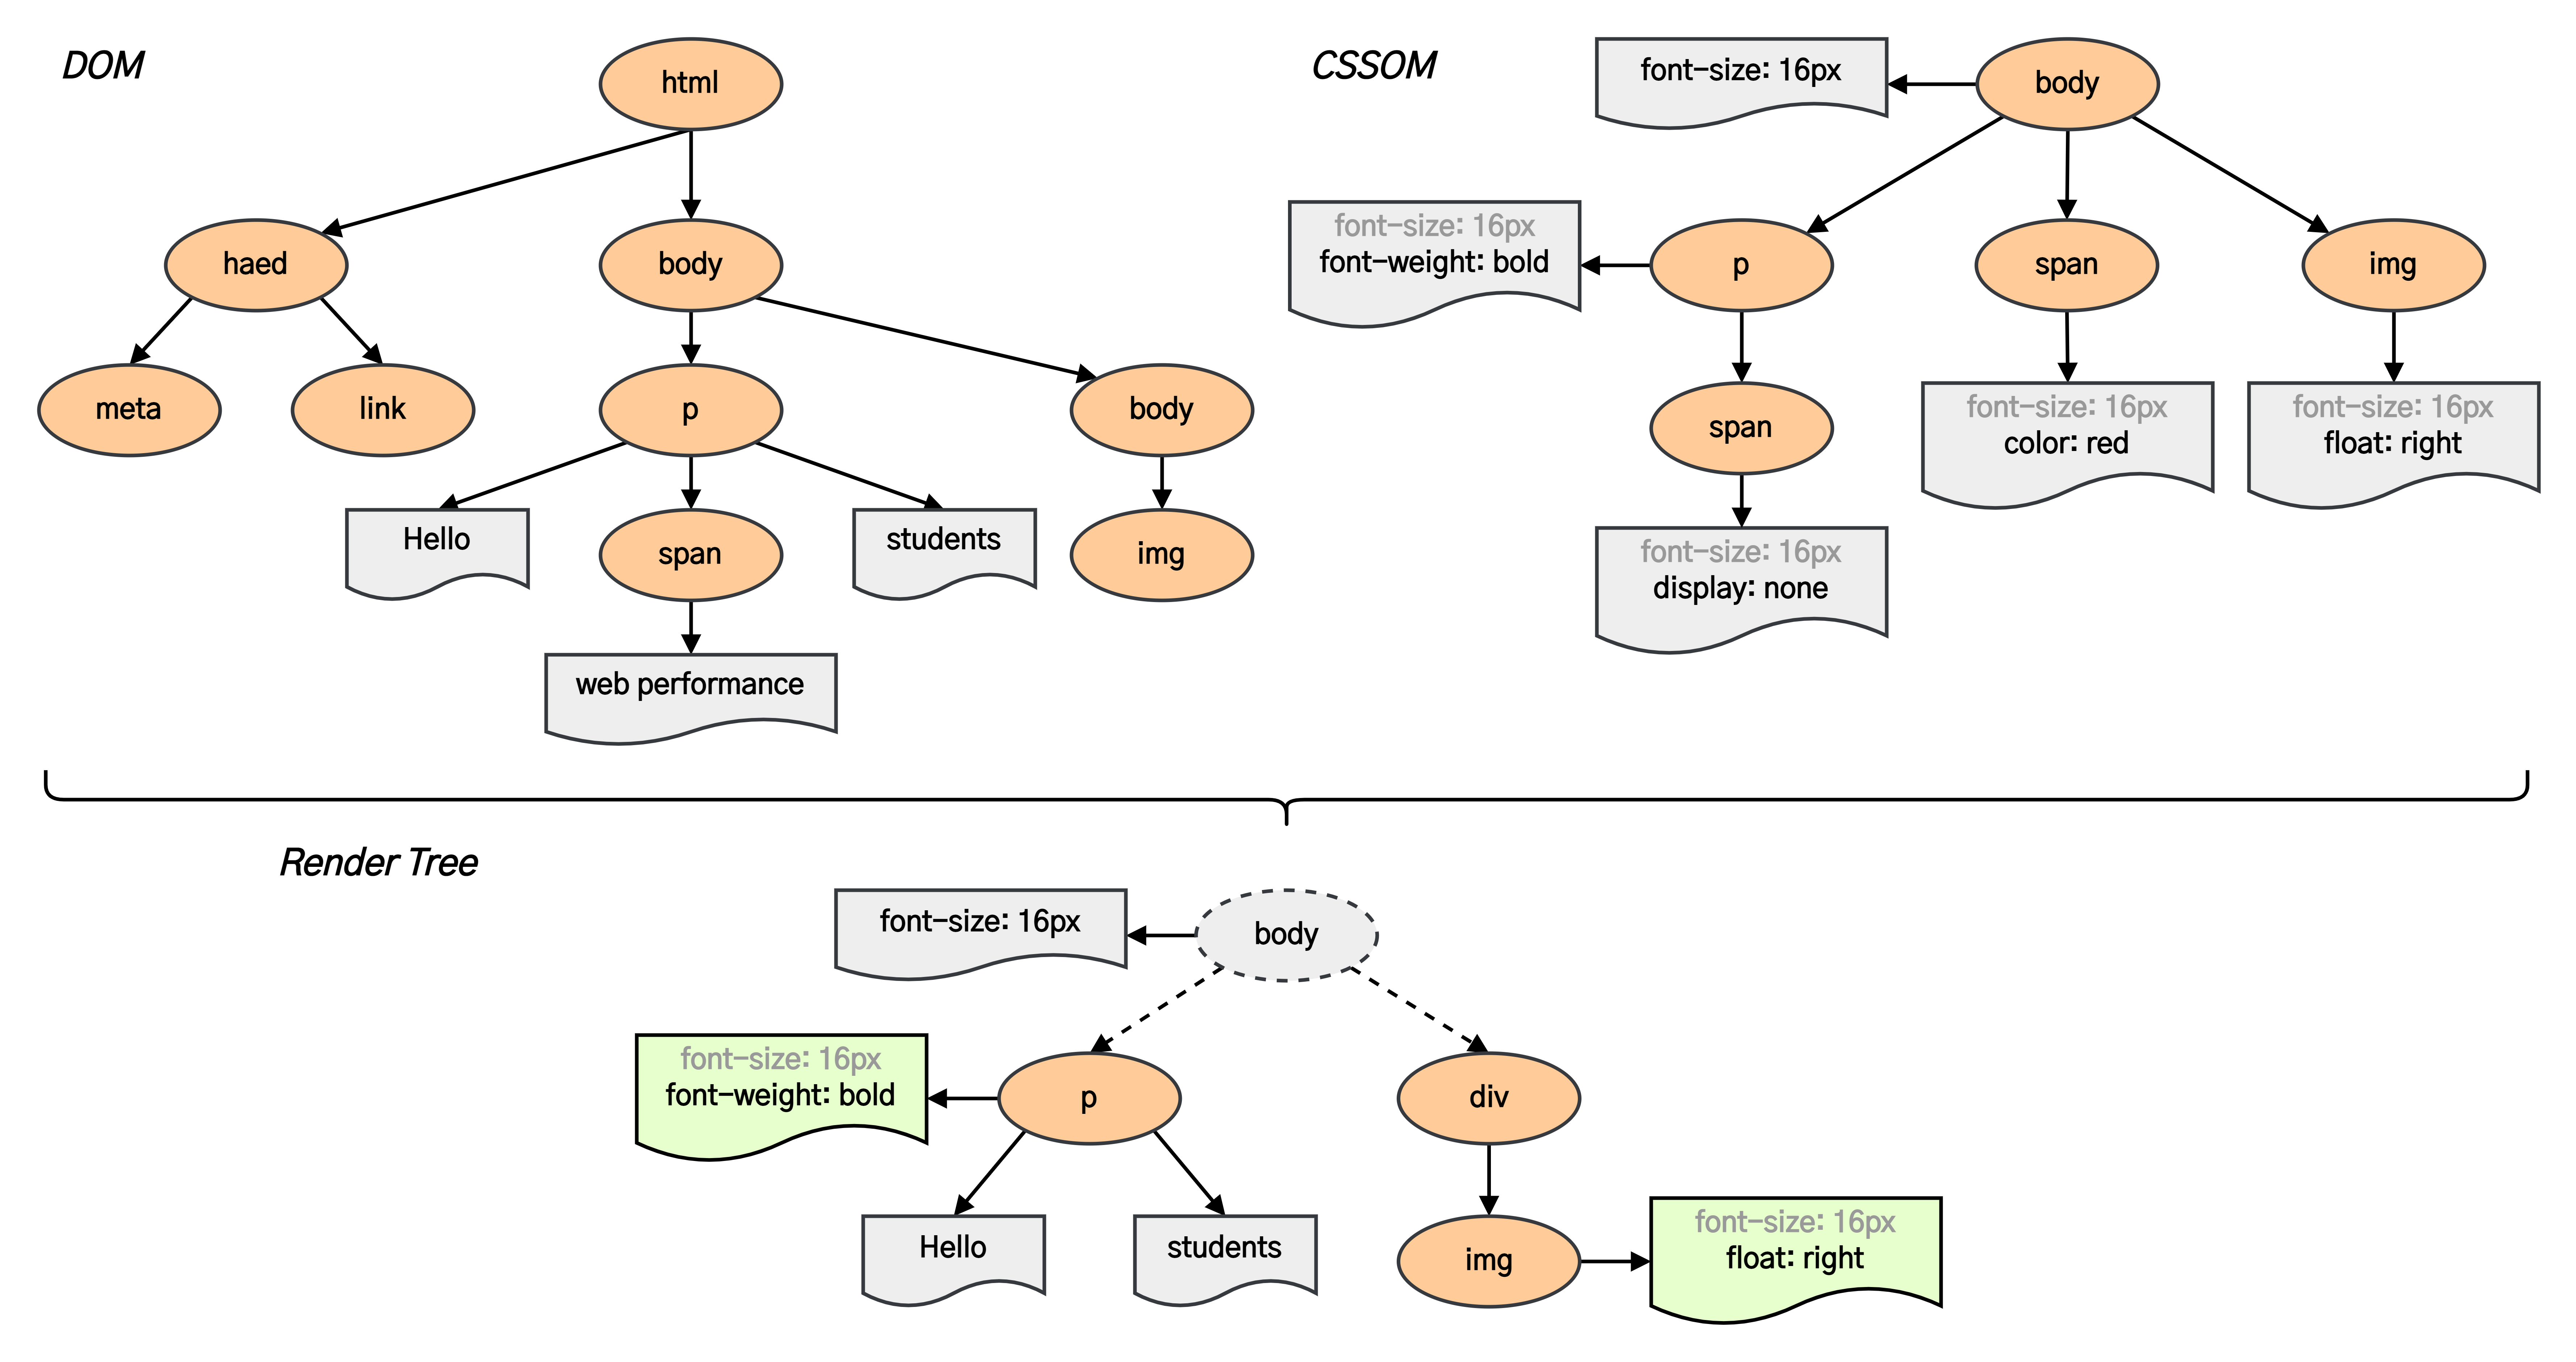 DOM
html
haed
body
meta
link
p
body
Hello
span
students
img
web performance
CSSOM
font-size: 16px
body
font-size: 16px
font-weight: bold
p
span
img
span
font-size: 16px
color: red
font-size: 16px
float: right
font-size: 16px
display: none
Render Tree
font-size: 16px
body
font-size: 16px
font-weight: bold
p
div
Hello
students
img
font-size: 16px
float: right